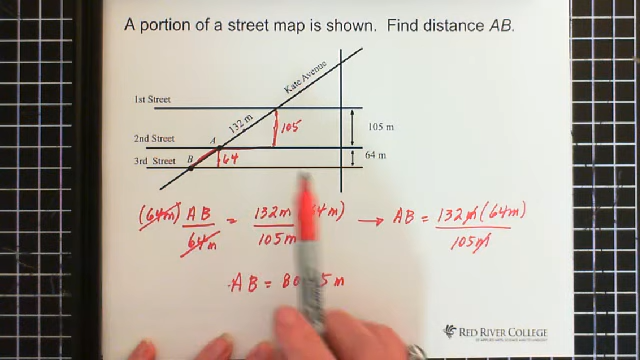 A portion of a street map is shown. Find distance AB.
Kate Avenue
1st Street
132 m
105
105 m
2nd Street
A
3rd Street
B
64
64 m
(64m) AB = 132m 64m) → AB = 132m (64m)
64m 105m 105m
AB = 80 5 m
RED RIVER COLLEGE